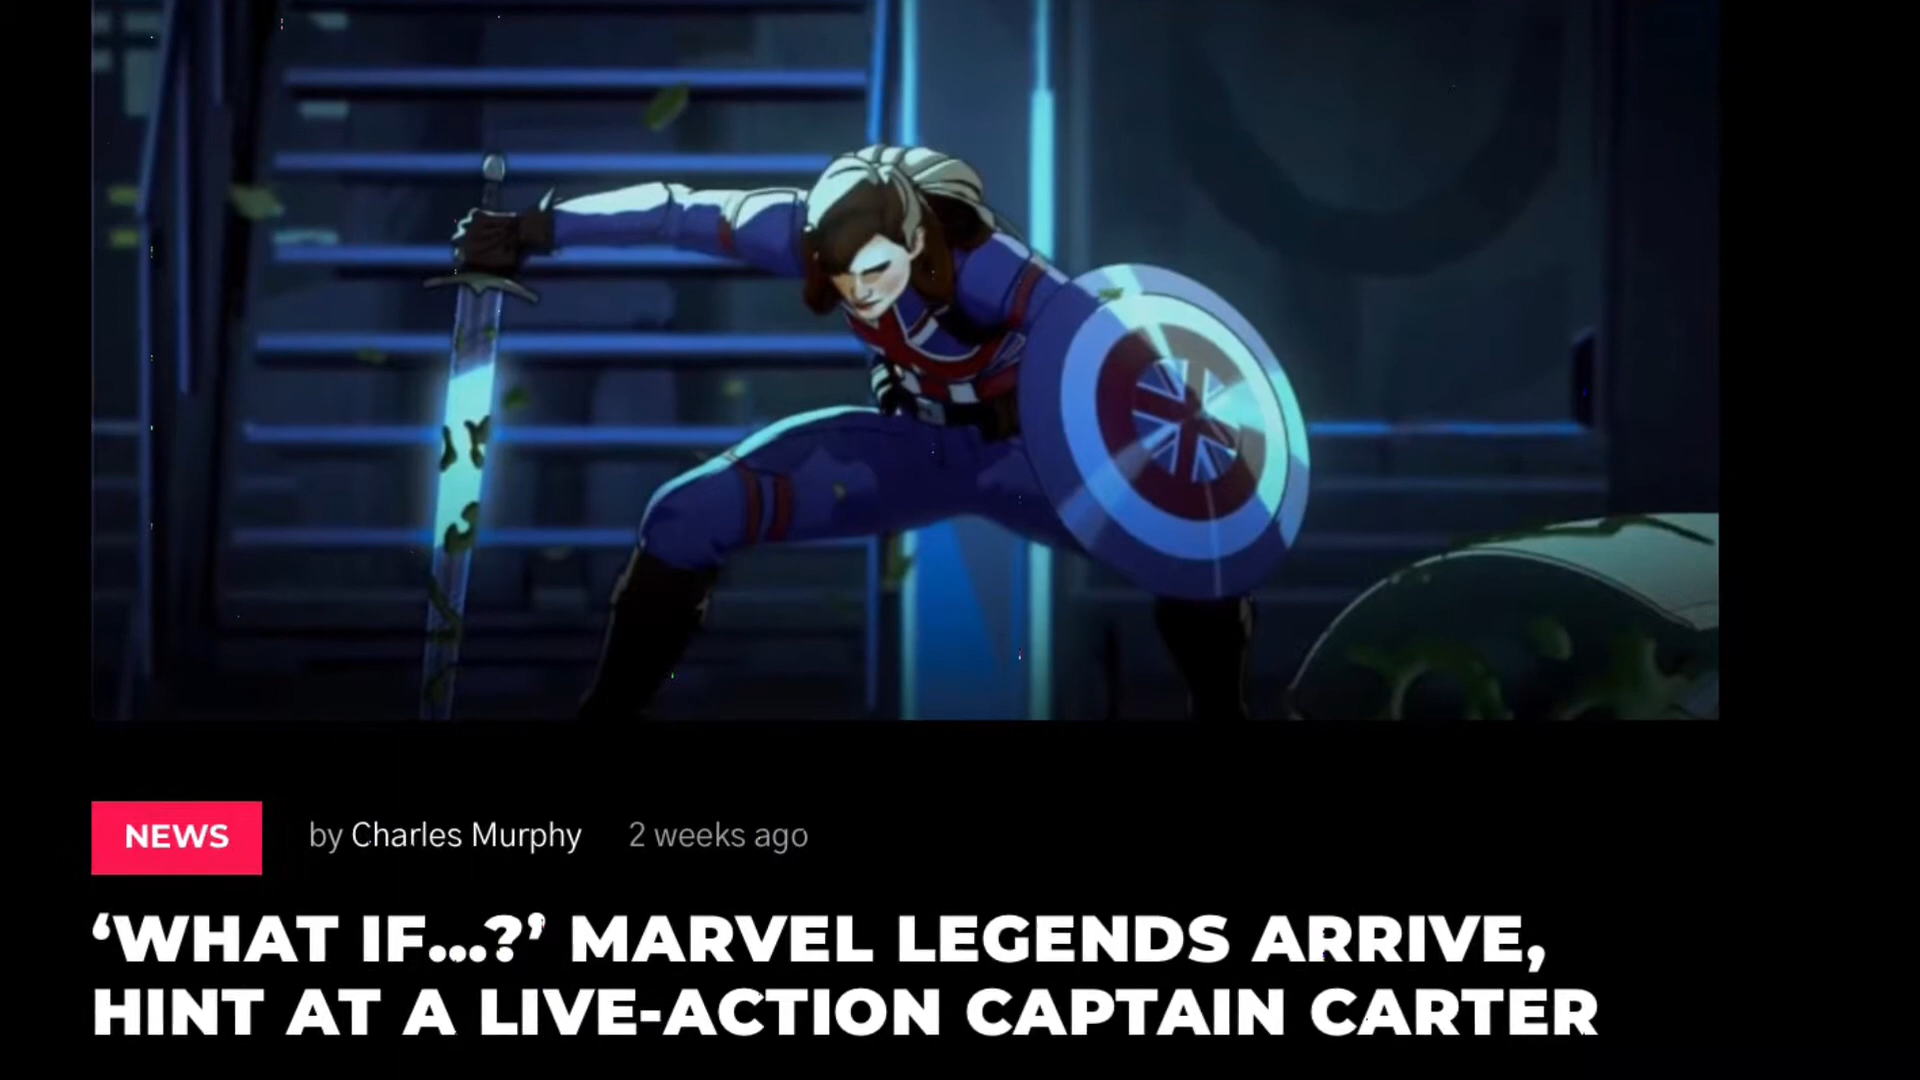 NEWS by Charles Murphy 2 weeks ago
‘WHAT IF...?’ MARVEL LEGENDS ARRIVE,
HINT AT A LIVE-ACTION CAPTAIN CARTER